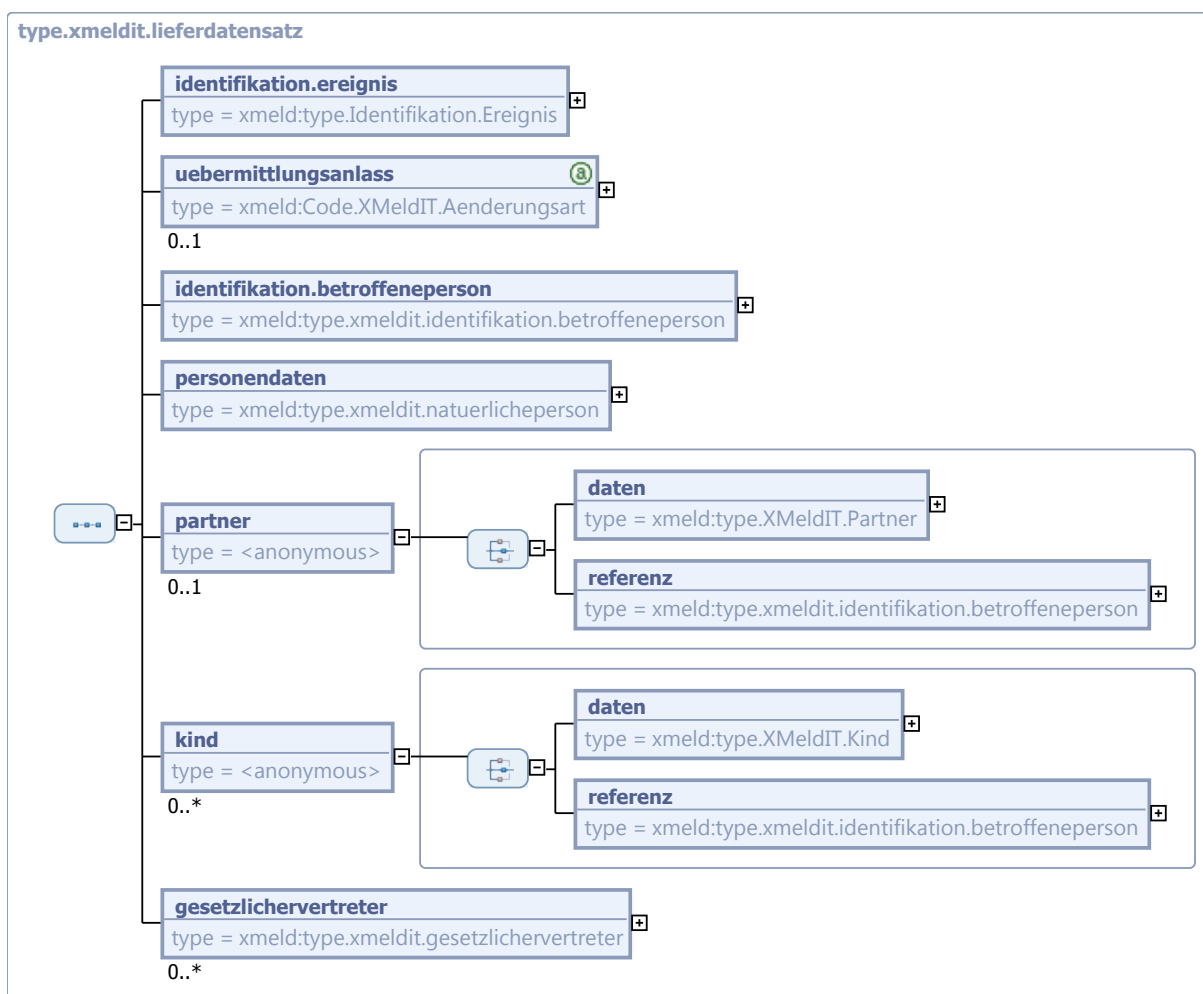 type.xmeldit.lieferdatensatz
identifikation.ereignis
type = xmeld:type.Identifikation.Ereignis
uebermittlungsanlass
a
type = xmeld:Code.XMeldIT.Aenderungsart
0..1
identifikation.betroffeneperson
type = xmeld:type.xmeldit.identifikation.betroffeneperson
personendaten
type = xmeld:type.xmeldit.natuerlicheperson
partner
type = <anonymous>
0..1
daten
type = xmeld:type.XMeldIT.Partner
referenz
type = xmeld:type.xmeldit.identifikation.betroffeneperson
kind
type = <anonymous>
0..*
daten
type = xmeld:type.XMeldIT.Kind
referenz
type = xmeld:type.xmeldit.identifikation.betroffeneperson
gesetzlichervertreter
type = xmeld:type.xmeldit.gesetzlichervertreter
0..*